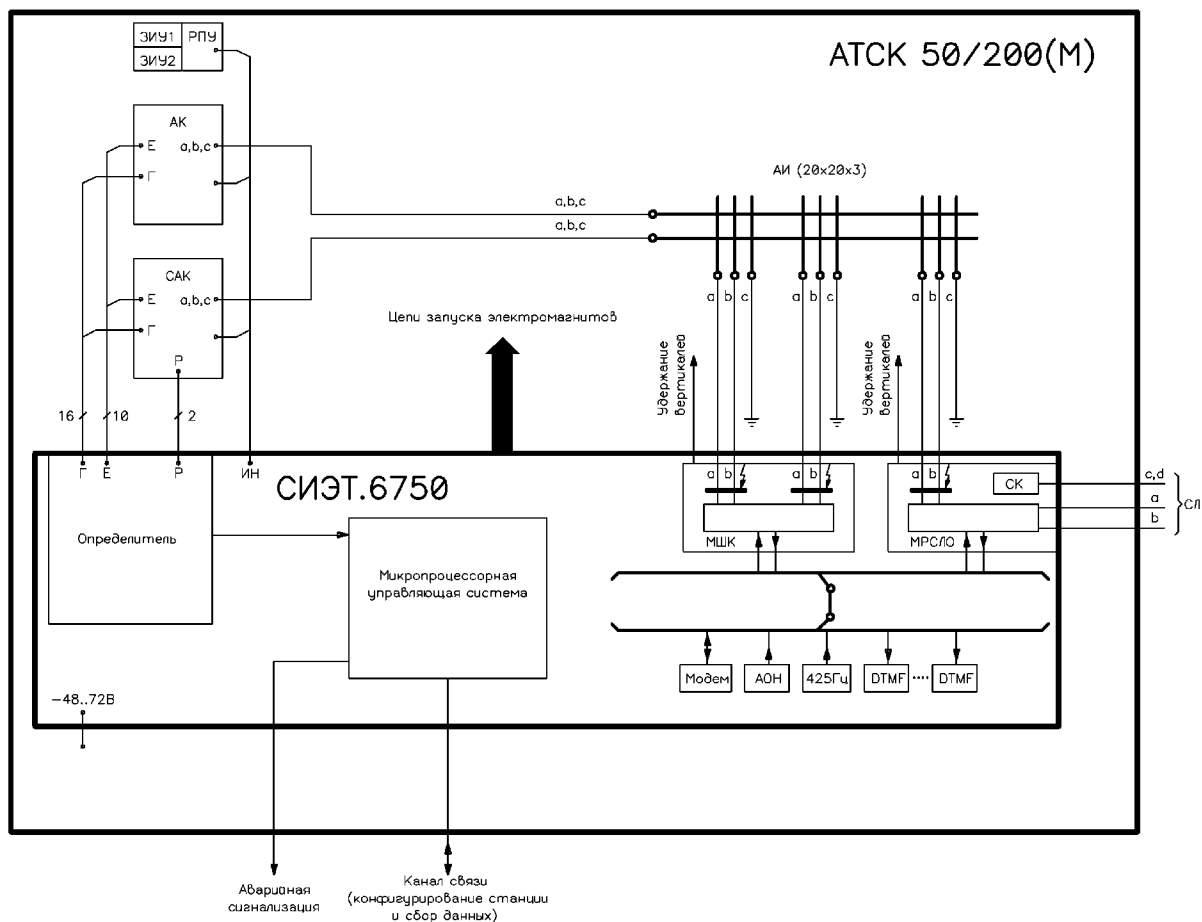 ЗИУ1 РПУ
ЗИУ2
АТСК 50/200(М)
АК
Е a,b,c
Г
АИ (20х20х3)
a,b,c
a,b,c
САК
Е a,b,c
Г
Р
a b c a b c a b c
Цепи запуска электромагнитов
Удержание вертикалей
Удержание вертикалей
16 10 2
Г Е Р ИН
СИЭТ.6750
a b a b a b
СК
c,d
a
b
СЛ
Определитель
МШК
МРСЛО
Микропроцессорная
управляющая система
Модем АОН 425Гц DTMF .... DTMF
–48..72В
Аварийная
сигнализация
Канал связи
(конфигурирование станции
и сбор данных)